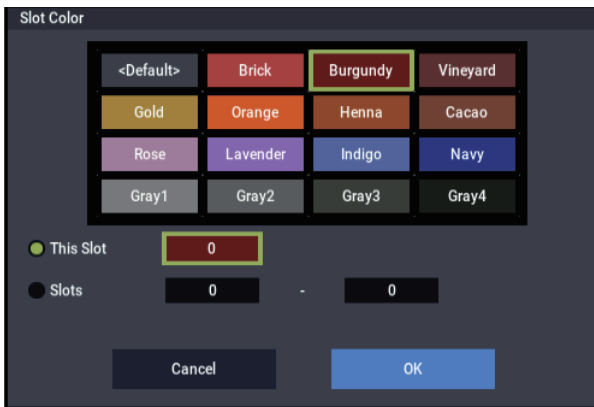 Slot Color
<Default> Brick Burgundy Vineyard
Gold Orange Henna Cacao
Rose Lavender Indigo Navy
Gray1 Gray2 Gray3 Gray4
This Slot 0
Slots 0 - 0
Cancel OK